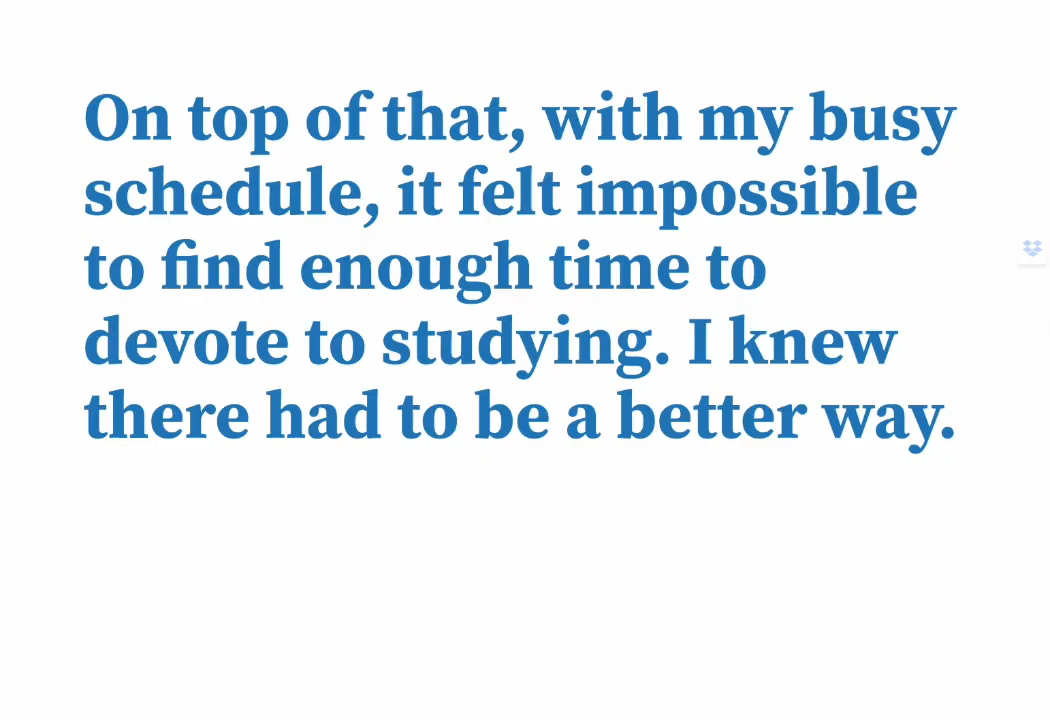 On top of that, with my busy
schedule, it felt impossible
to find enough time to
devote to studying. I knew
there had to be a better way.